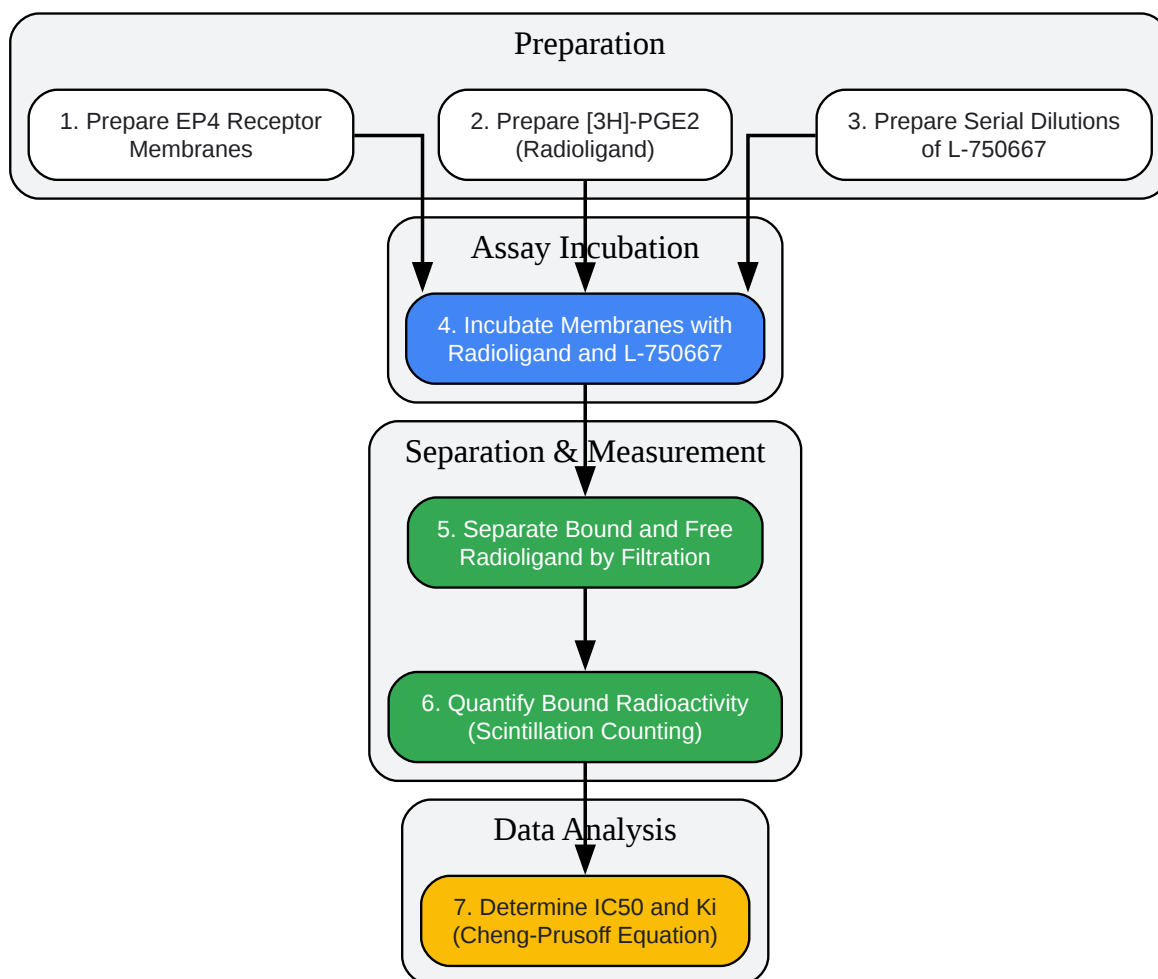 Preparation
1. Prepare EP4 Receptor
Membranes
2. Prepare [3H]-PGE2
(Radioligand)
3. Prepare Serial Dilutions
of L-750667
Assay Incubation
4. Incubate Membranes with
Radioligand and L-750667
Separation & Measurement
5. Separate Bound and Free
Radioligand by Filtration
6. Quantify Bound Radioactivity
(Scintillation Counting)
Data Analysis
7. Determine IC50 and Ki
(Cheng-Prusoff Equation)